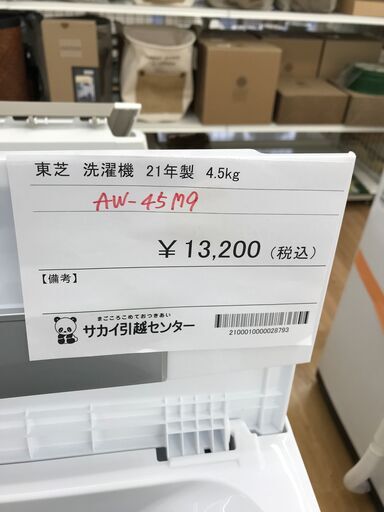 東芝 洗濯機 21年製 4.5kg
AW-45M9
￥13,200（税込）
【備考】
まごころこめておつきあい
サカイ引越センター
2100010000028793